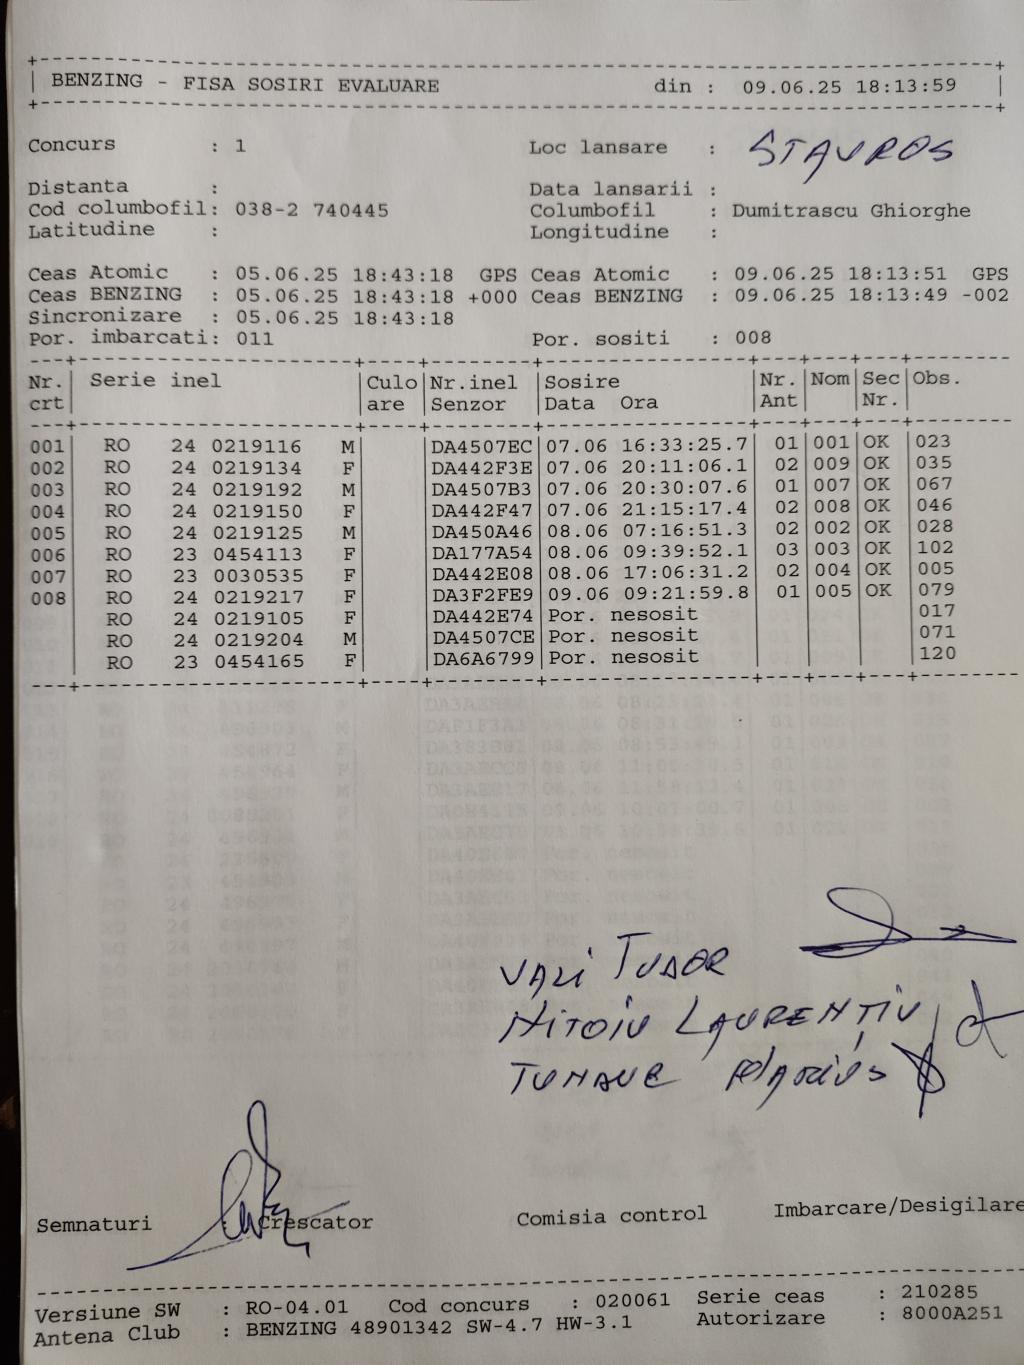 BENZING - FISA SOSIRI EVALUARE din : 09.06.25 18:13:59
Concurs : 1 Loc lansare : STAVROS
Distanta : Data lansarii :
Cod columbofil: 038-2 740445 Columbofil : Dumitrascu Ghiorghe
Latitudine : Longitudine :
Ceas Atomic : 05.06.25 18:43:18 GPS Ceas Atomic : 09.06.25 18:13:51 GPS
Ceas BENZING : 05.06.25 18:43:18 +000 Ceas BENZING : 09.06.25 18:13:49 -002
Sincronizare : 05.06.25 18:43:18
Por. imbarcati: 011 Por. sositi : 008
Nr. Serie inel Culo Nr.inel Sosire Nr. Nom Sec Obs.
crt are Senzor Data Ora Ant Nr.
001 RO 24 0219116 M DA4507EC 07.06 16:33:25.7 01 001 OK 023
002 RO 24 0219134 F DA442F3E 07.06 20:11:06.1 02 009 OK 035
003 RO 24 0219192 M DA4507B3 07.06 20:30:07.6 01 007 OK 067
004 RO 24 0219150 F DA442F47 07.06 21:15:17.4 02 008 OK 046
005 RO 24 0219125 M DA450A46 08.06 07:16:51.3 02 002 OK 028
006 RO 23 0454113 F DA177A54 08.06 09:39:52.1 03 003 OK 102
007 RO 23 0030535 F DA442E08 08.06 17:06:31.2 02 004 OK 005
008 RO 24 0219217 F DA3F2FE9 09.06 09:21:59.8 01 005 OK 079
RO 24 0219105 F DA442E74 Por. nesosit 017
RO 24 0219204 M DA4507CE Por. nesosit 071
RO 23 0454165 F DA6A6799 Por. nesosit 120
VALI TUDOR
NITOIU LAURENTIU
MARIUS
Semnaturi : Crescator Comisia control Imbarcare/Desigilare
Versiune SW : RO-04.01 Cod concurs : 020061 Serie ceas : 210285
Antena Club : BENZING 48901342 SW-4.7 HW-3.1 Autorizare : 8000A251